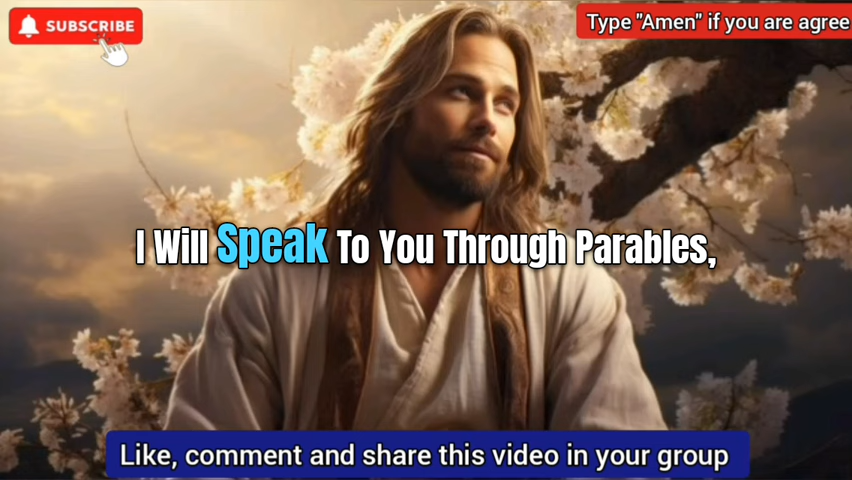 SUBSCRIBE
Type "Amen" if you are agree
I Will Speak To You Through Parables,
Like, comment and share this video in your group